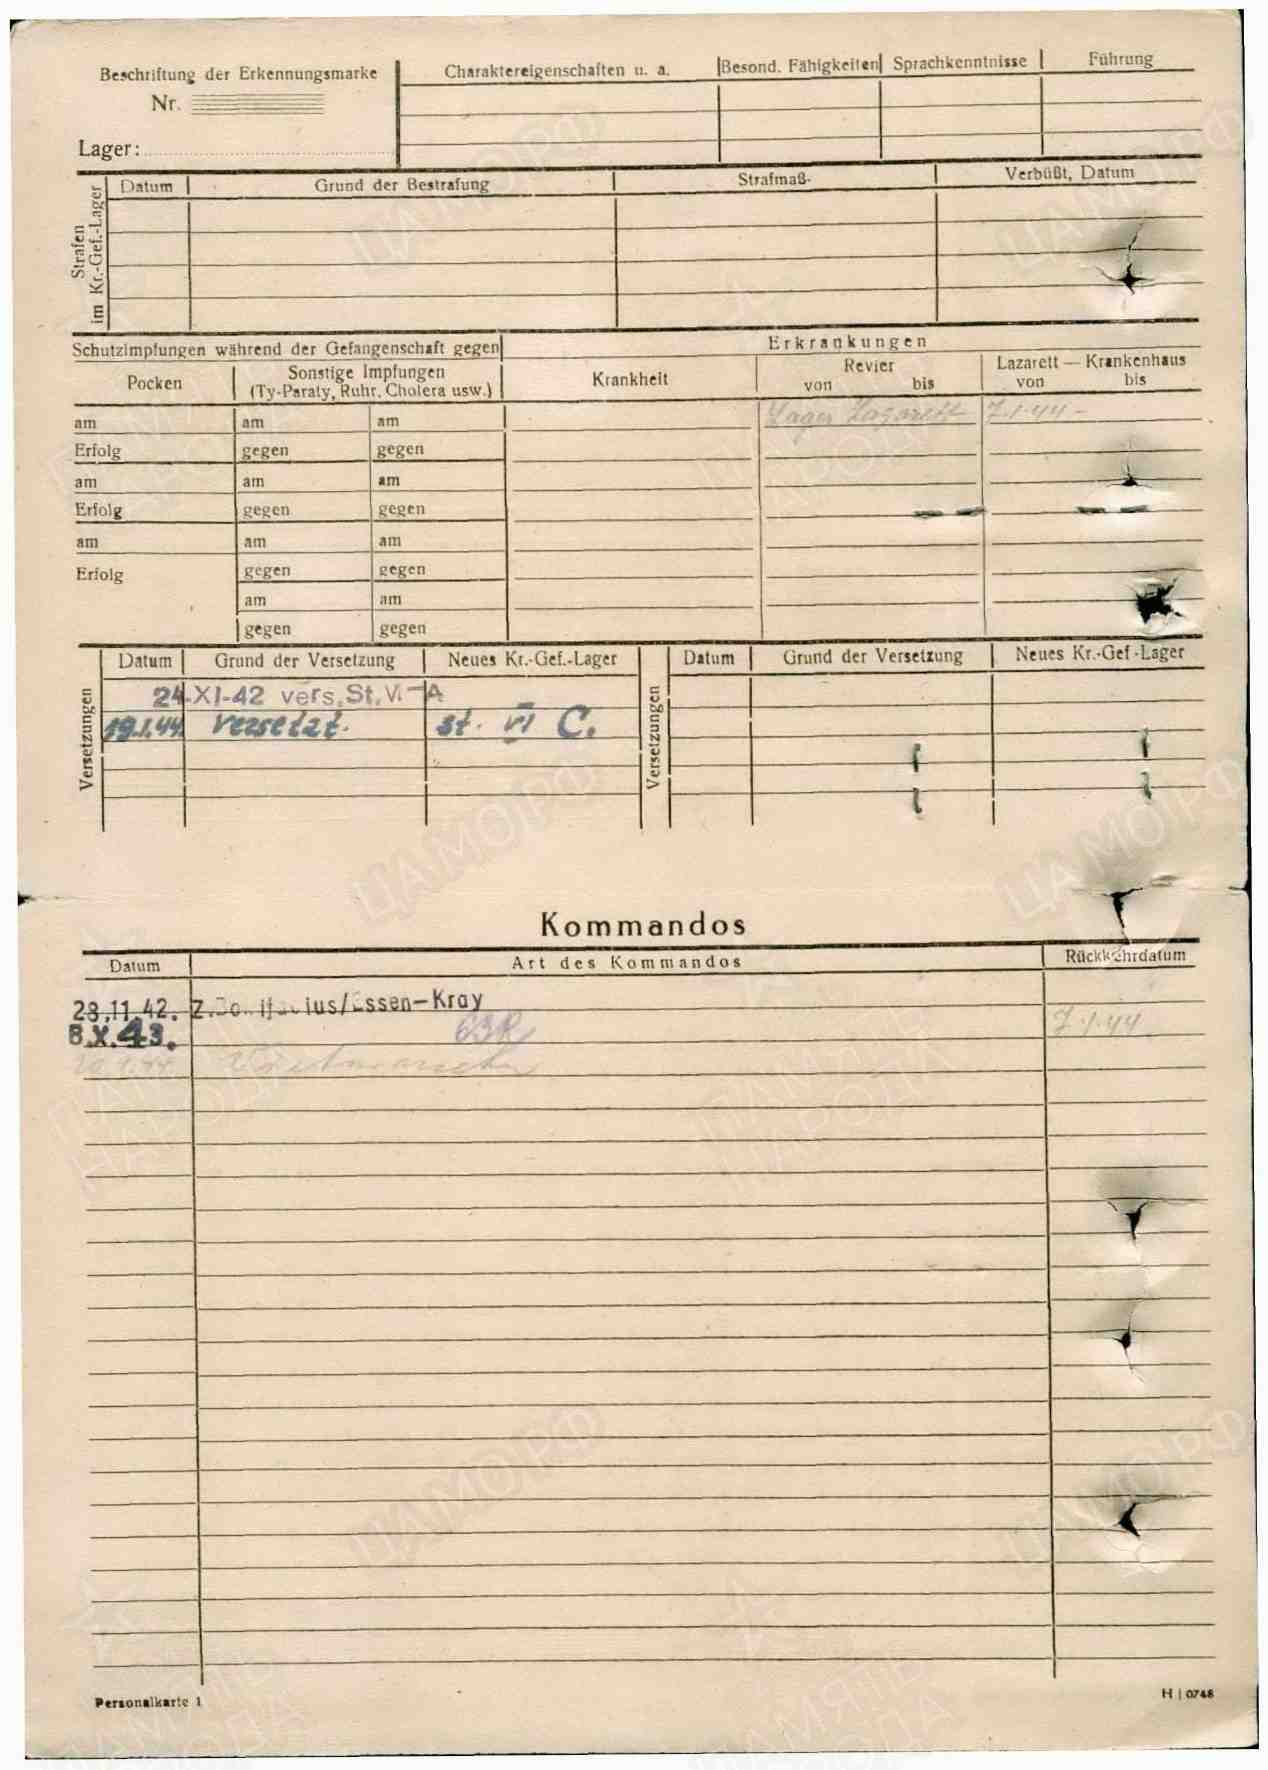 Beschriftung der Erkennungsmarke
Nr.
Lager:
Charaktereigenschaften u. a. Besond. Fähigkeiten Sprachkenntnisse Führung
Strafen im Kr.-Gef.-Lager
Datum Grund der Bestrafung Strafmaß Verbüßt, Datum
Schutzimpfungen während der Gefangenschaft gegen Erkrankungen
Pocken Sonstige Impfungen Krankheit Revier Lazarett — Krankenhaus
(Ty-Paraty, Ruhr, Cholera usw.) von bis von bis
am am am Lager Lazarett 7.1.44 -
Erfolg gegen gegen
am am am
Erfolg gegen gegen
am am am
Erfolg gegen gegen
am am
gegen gegen
Versetzungen
Datum Grund der Versetzung Neues Kr.-Gef.-Lager
24.XI-42 vers. St. VI-A
19.1.44. versetzt. st. VI C.
Versetzungen
Datum Grund der Versetzung Neues Kr.-Gef.-Lager
Kommandos
Datum Art des Kommandos Rückkehrdatum
28.11.42. Z. Bonifacius/Essen-Kray
8.X.43. 63R 7.1.44.
Personalkarte 1
H | 0748
ЦАМО РФ
ПАМЯТЬ НАРОДА